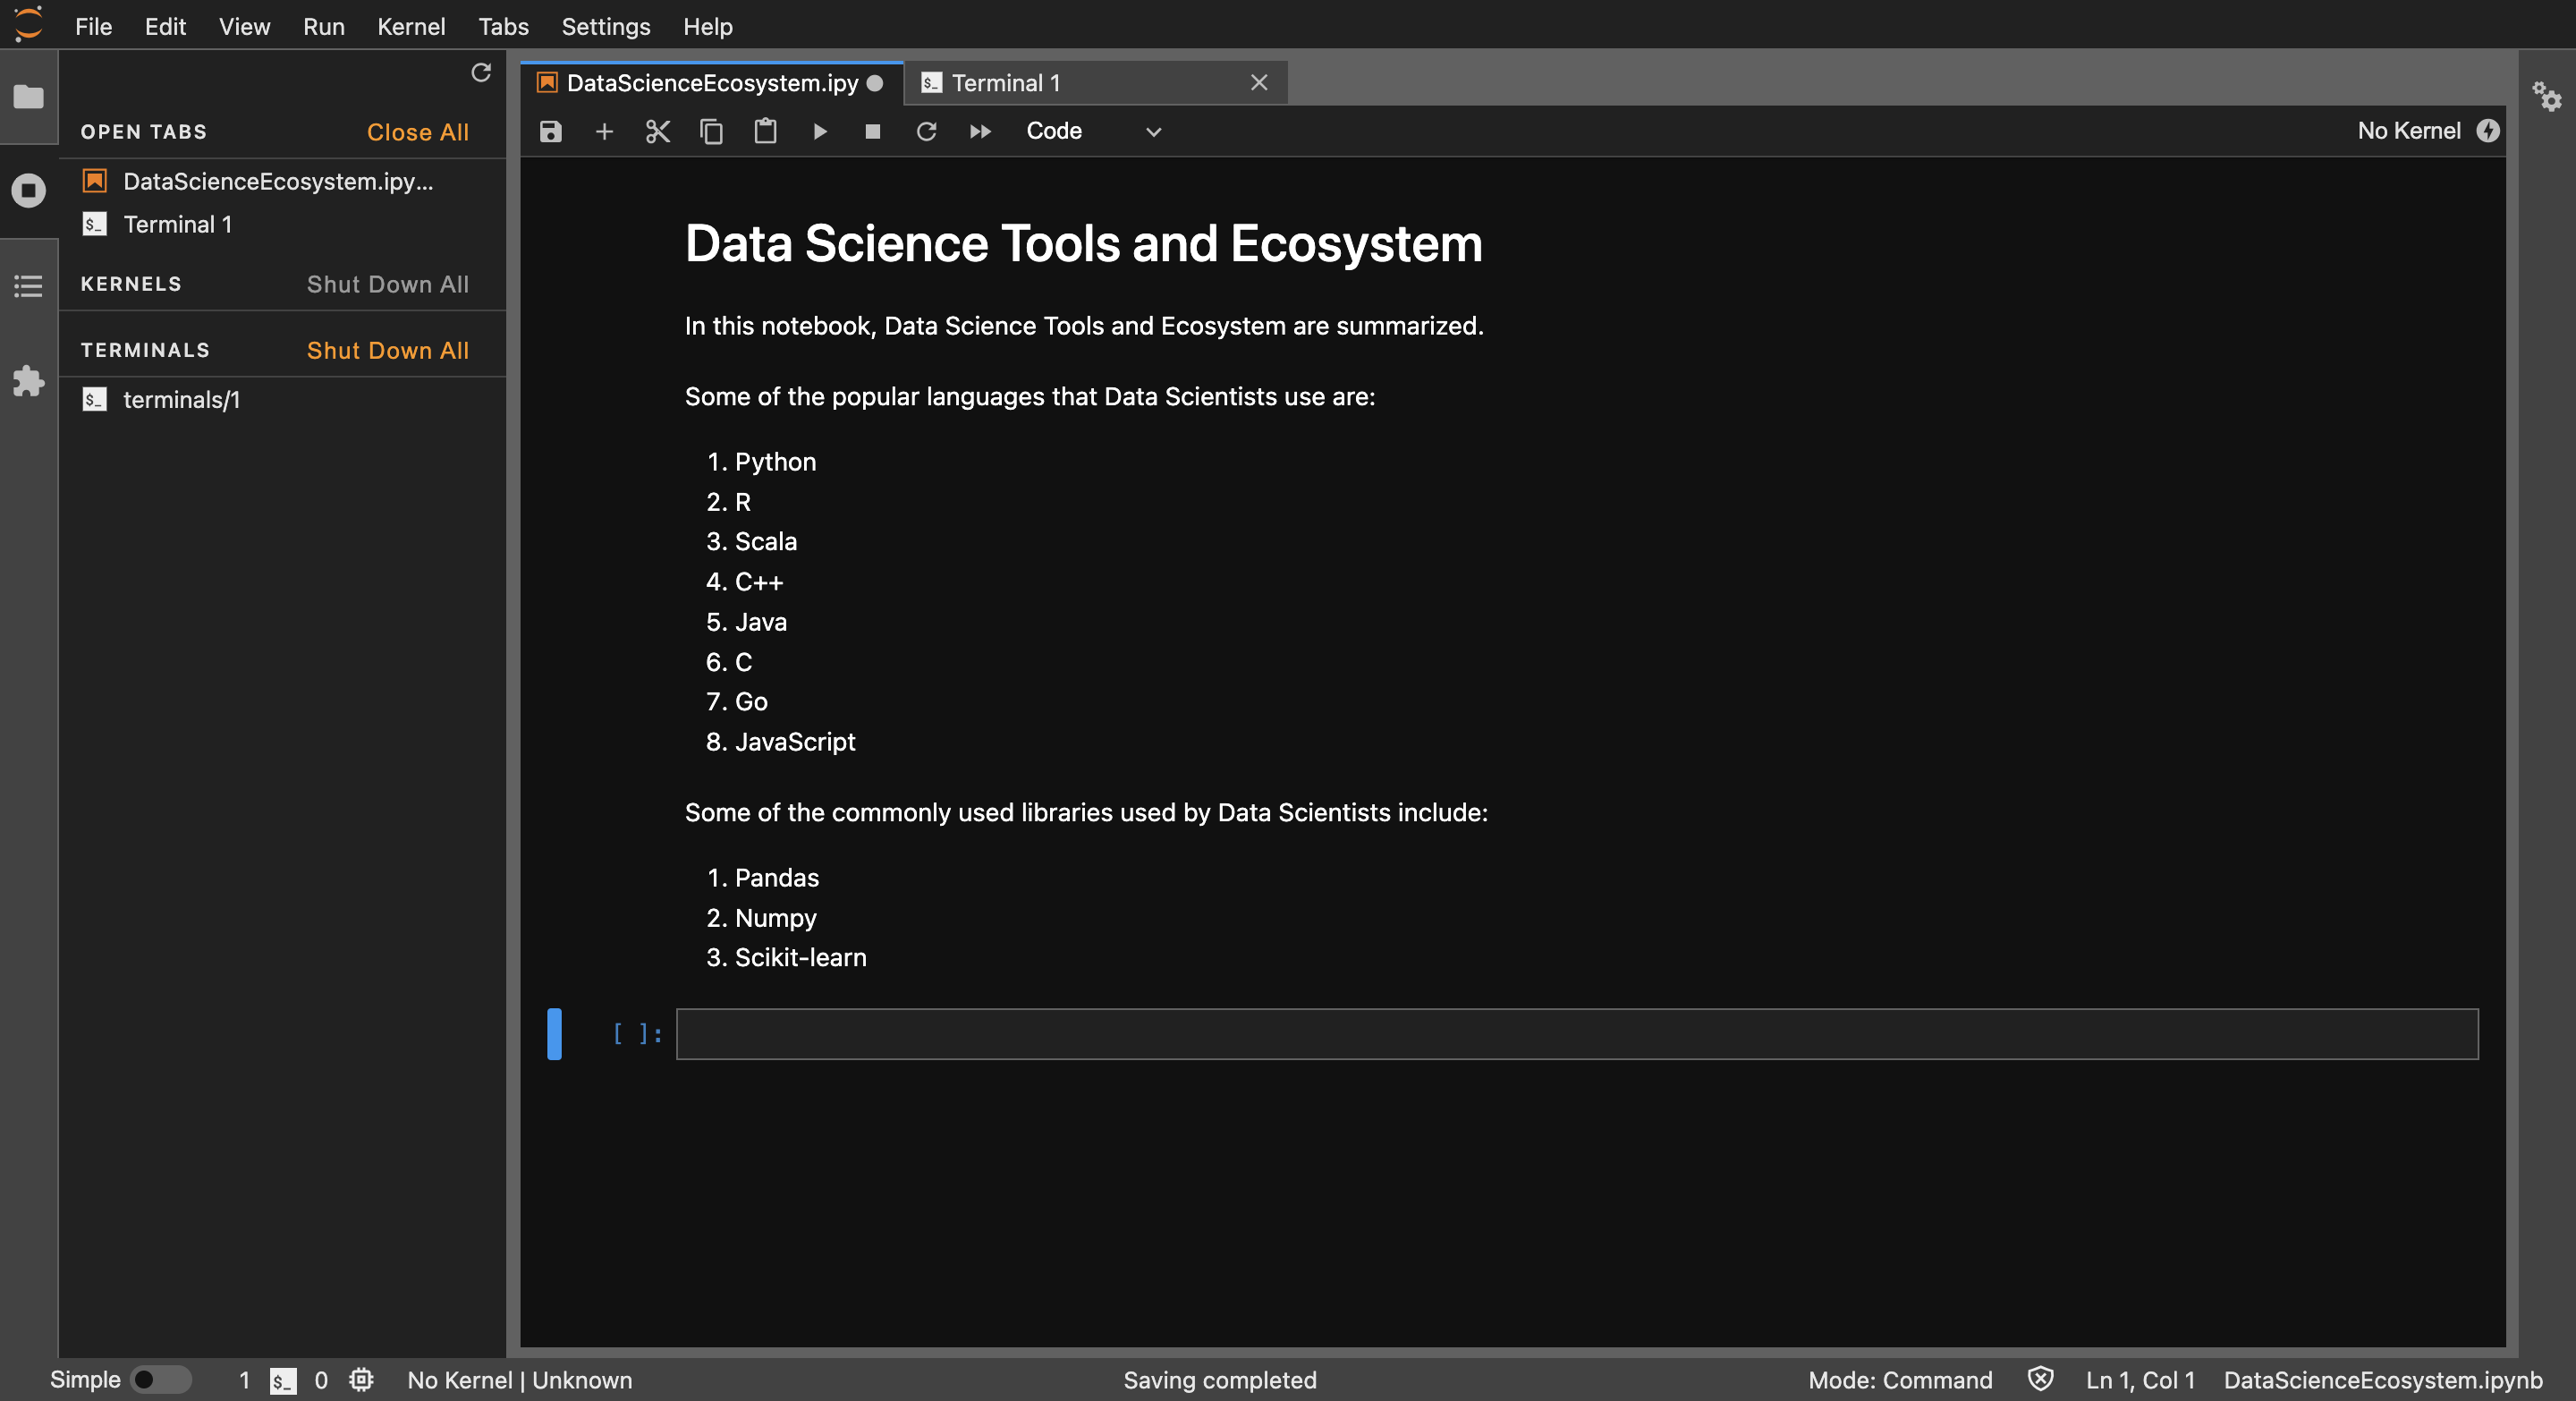 File Edit View Run Kernel Tabs Settings Help
OPEN TABS Close All
DataScienceEcosystem.ipy...
Terminal 1
KERNELS Shut Down All
TERMINALS Shut Down All
terminals/1
DataScienceEcosystem.ipy Terminal 1
Code No Kernel
Data Science Tools and Ecosystem
In this notebook, Data Science Tools and Ecosystem are summarized.
Some of the popular languages that Data Scientists use are:
1. Python
2. R
3. Scala
4. C++
5. Java
6. C
7. Go
8. JavaScript
Some of the commonly used libraries used by Data Scientists include:
1. Pandas
2. Numpy
3. Scikit-learn
[ ]:
Simple 1 $_ 0 No Kernel | Unknown Saving completed Mode: Command Ln 1, Col 1 DataScienceEcosystem.ipynb